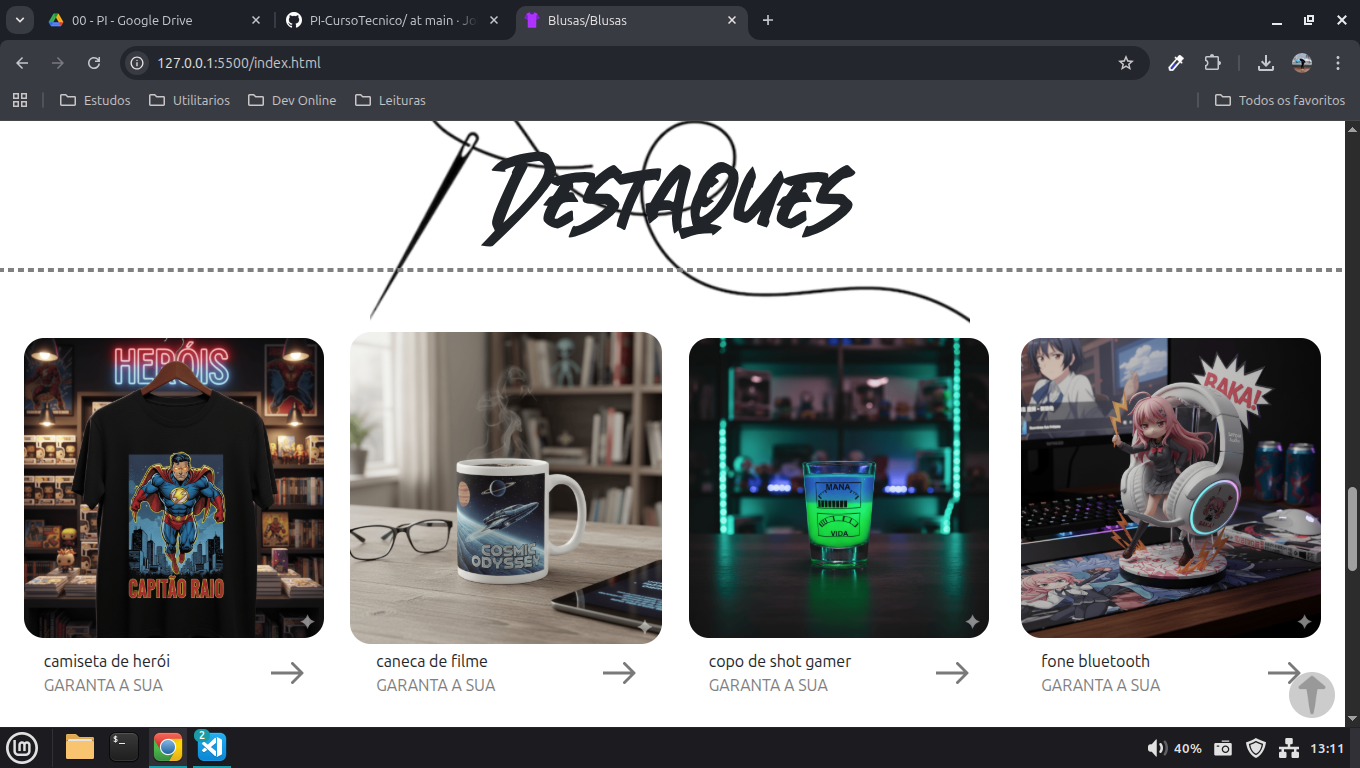 00 - PI - Google Drive
PI-CursoTecnico/ at main · Jo
Blusas/Blusas
127.0.0.1:5500/index.html
Estudos
Utilitarios
Dev Online
Leituras
Todos os favoritos
Destaques
HERÓIS
CAPITÃO RAIO
COSMIC
ODYSSEY
MANA
VIDA
BAKA!
camiseta de herói
GARANTA A SUA
caneca de filme
GARANTA A SUA
copo de shot gamer
GARANTA A SUA
fone bluetooth
GARANTA A SUA
2
40%
13:11